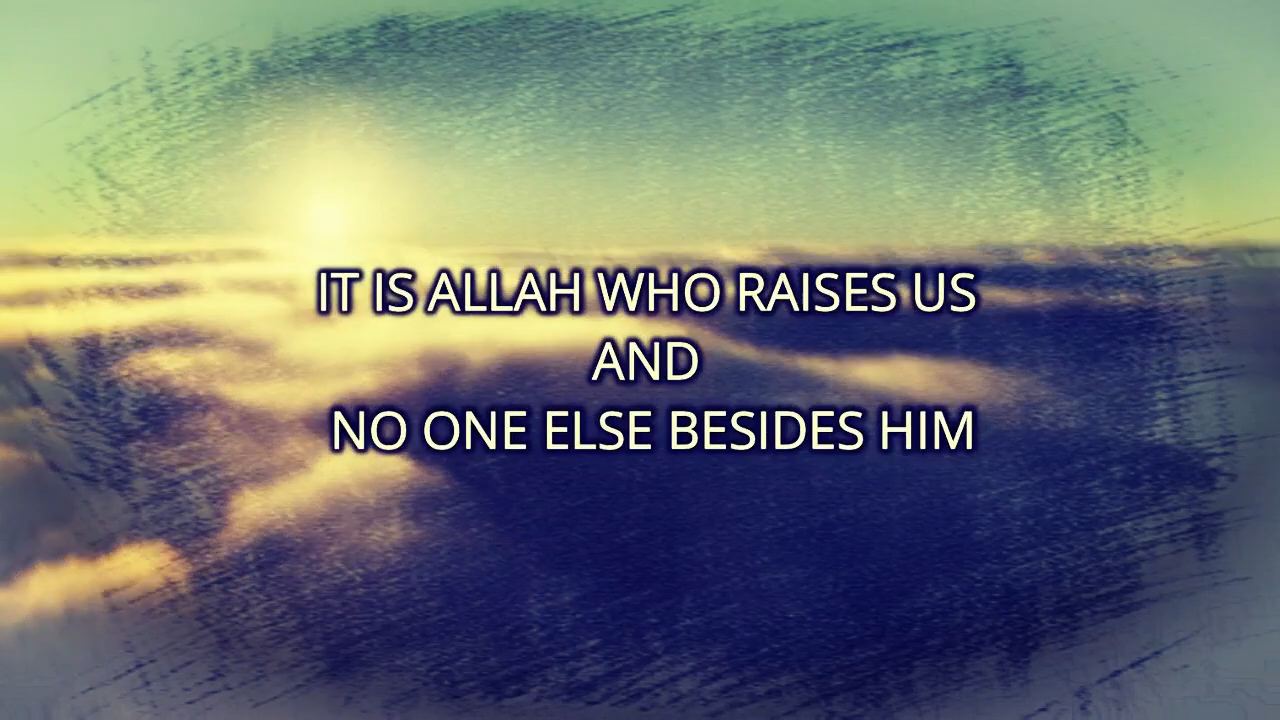 IT IS ALLAH WHO RAISES US
AND
NO ONE ELSE BESIDES HIM